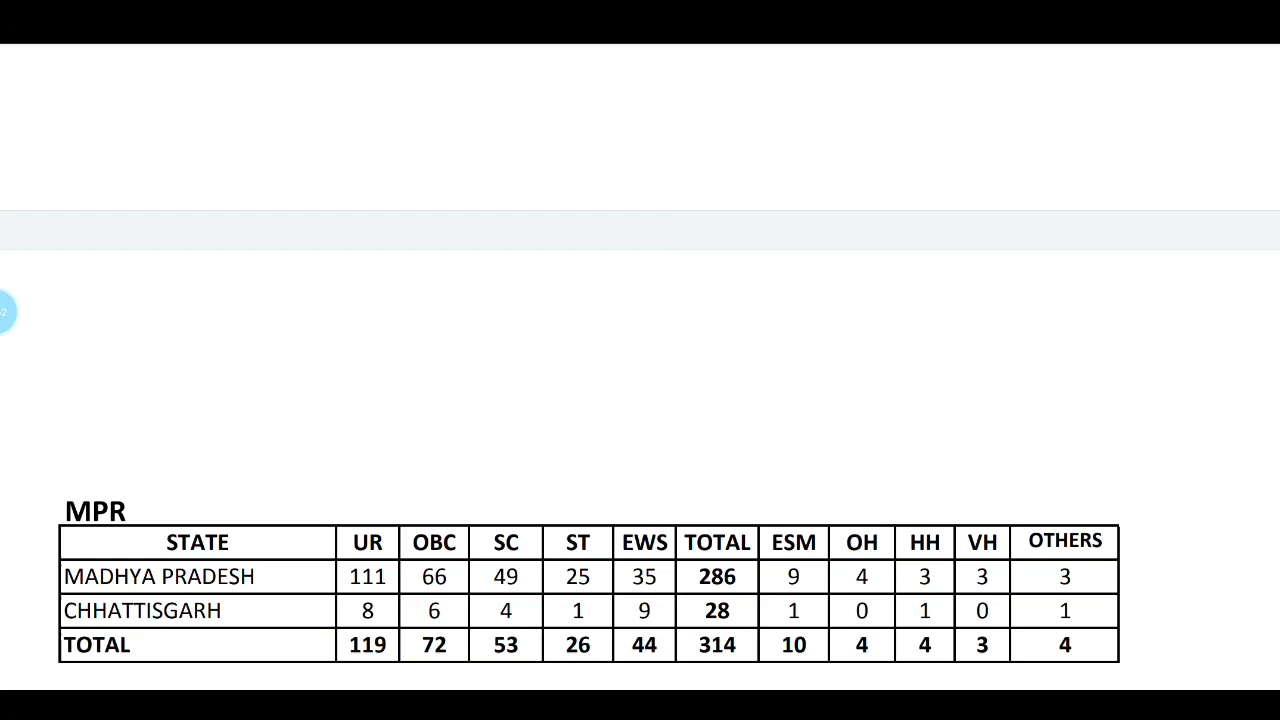 MPR
STATE UR OBC SC ST EWS TOTAL ESM OH HH VH OTHERS
MADHYA PRADESH 111 66 49 25 35 286 9 4 3 3 3
CHHATTISGARH 8 6 4 1 9 28 1 0 1 0 1
TOTAL 119 72 53 26 44 314 10 4 4 3 4